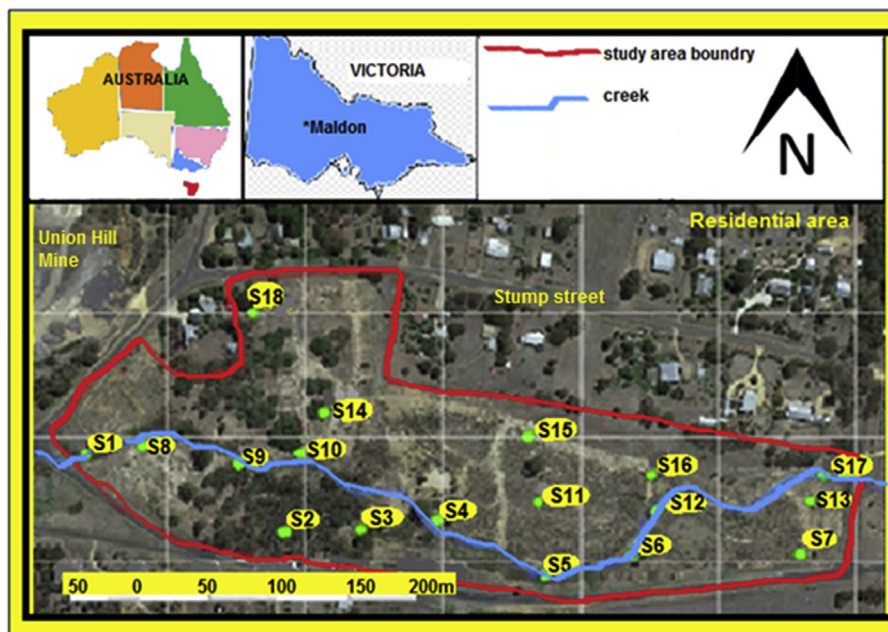 AUSTRALIA
VICTORIA
*Maldon
study area boundry
creek
N
Union Hill
Mine
Residential area
Stump street
S18
S14
S15
S1
S8
S9
S10
S16
S17
S11
S12
S13
S2
S3
S4
S5
S6
S7
50 0 50 100 150 200m